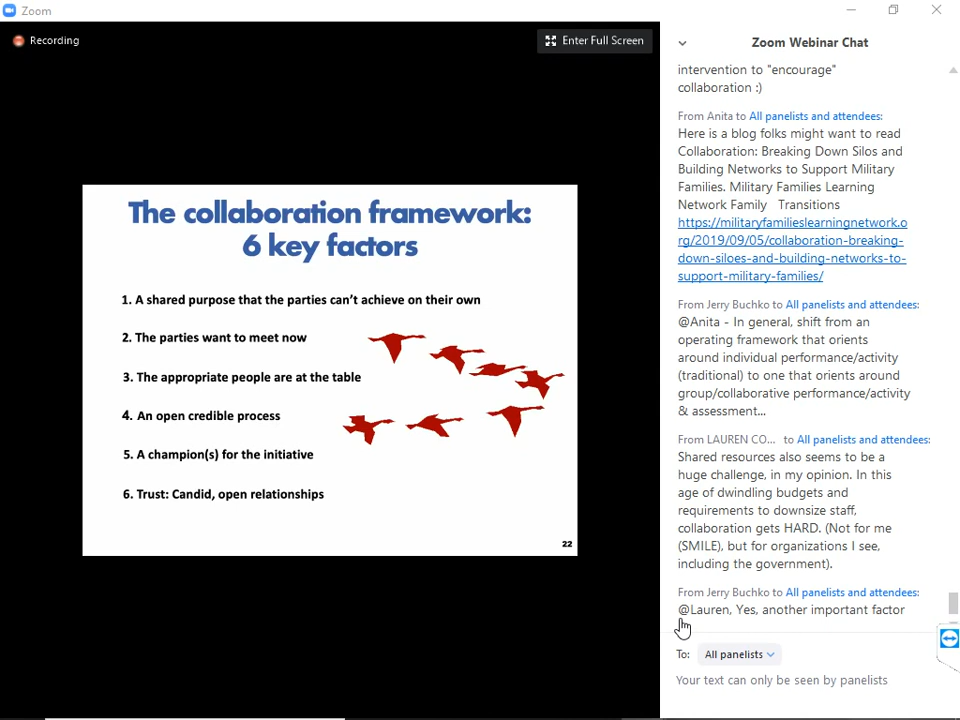 Zoom
Recording
Enter Full Screen
The collaboration framework:
6 key factors
1. A shared purpose that the parties can't achieve on their own
2. The parties want to meet now
3. The appropriate people are at the table
4. An open credible process
5. A champion(s) for the initiative
6. Trust: Candid, open relationships
22
Zoom Webinar Chat
intervention to "encourage"
collaboration :)
From Anita to All panelists and attendees:
Here is a blog folks might want to read
Collaboration: Breaking Down Silos and
Building Networks to Support Military
Families. Military Families Learning
Network Family Transitions
https://militaryfamilieslearningnetwork.o
rg/2019/09/05/collaboration-breaking-
down-siloes-and-building-networks-to-
support-military-families/
From Jerry Buchko to All panelists and attendees:
@Anita - In general, shift from an
operating framework that orients
around individual performance/activity
(traditional) to one that orients around
group/collaborative performance/activity
& assessment...
From LAUREN CO... to All panelists and attendees:
Shared resources also seems to be a
huge challenge, in my opinion. In this
age of dwindling budgets and
requirements to downsize staff,
collaboration gets HARD. (Not for me
(SMILE), but for organizations I see,
including the government).
From Jerry Buchko to All panelists and attendees:
@Lauren, Yes, another important factor
To: All panelists
Your text can only be seen by panelists